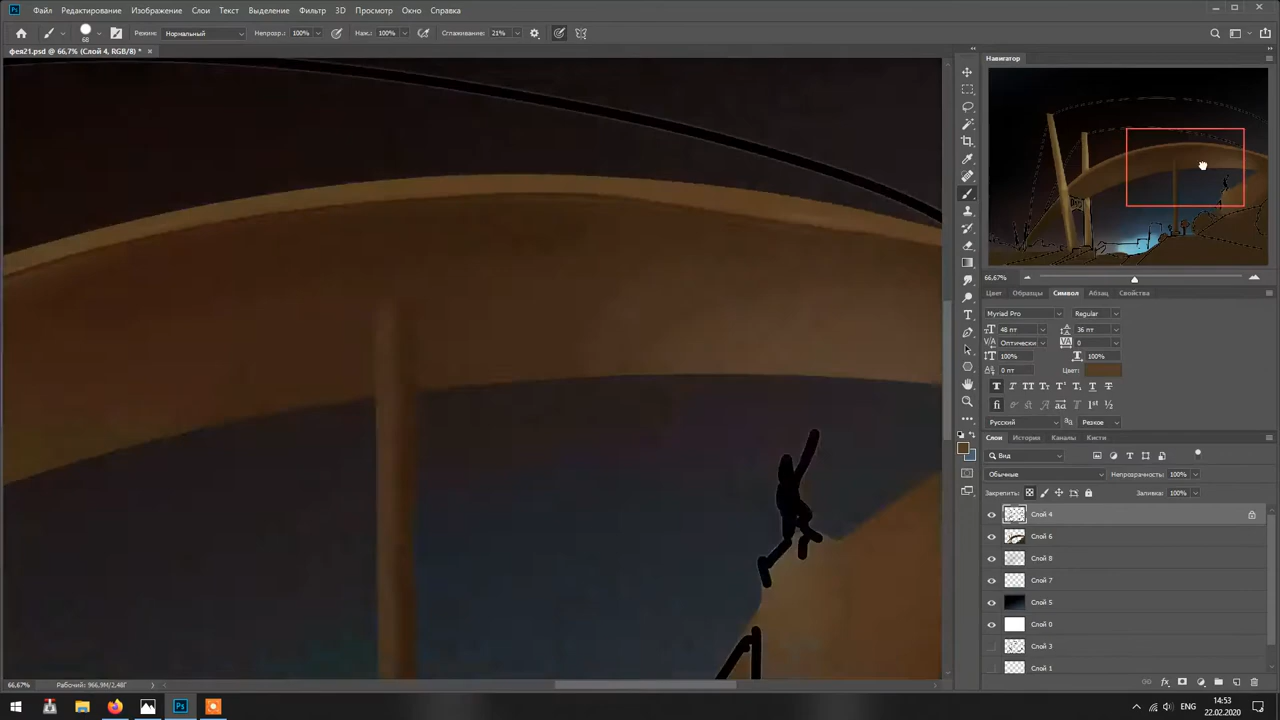 Ps Файл Редактирование Изображение Слои Текст Выделение Фильтр 3D Просмотр Окно Справка
68 Режим: Нормальный Непрозр.: 100% Наж.: 100% Сглаживание: 21%
фея21.psd @ 66,7% (Слой 4, RGB/8) *
Навигатор
66,67%
Цвет Образцы Символ Абзац Свойства
Myriad Pro Regular
48 пт 36 пт
Оптически 0
100% 100%
0 пт Цвет:
Русский Резкое
Слои История Каналы Кисти
Вид
Обычные Непрозрачность: 100%
Закрепить: Заливка: 100%
Слой 4
Слой 6
Слой 8
Слой 7
Слой 5
Слой 0
Слой 3
Слой 1
66,67% Рабочий: 966,9M/2,48Г
Ps ENG 14:53
22.02.2020